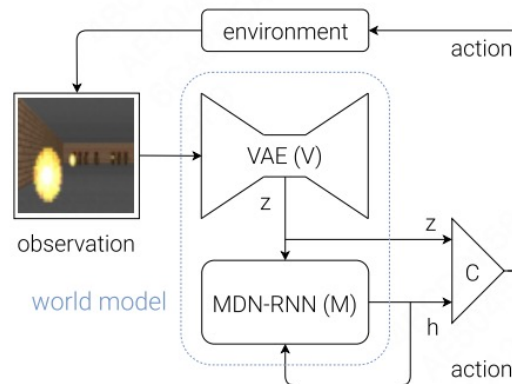 environment
action
VAE (V)
z
z
observation
C
world model
MDN-RNN (M)
h
action